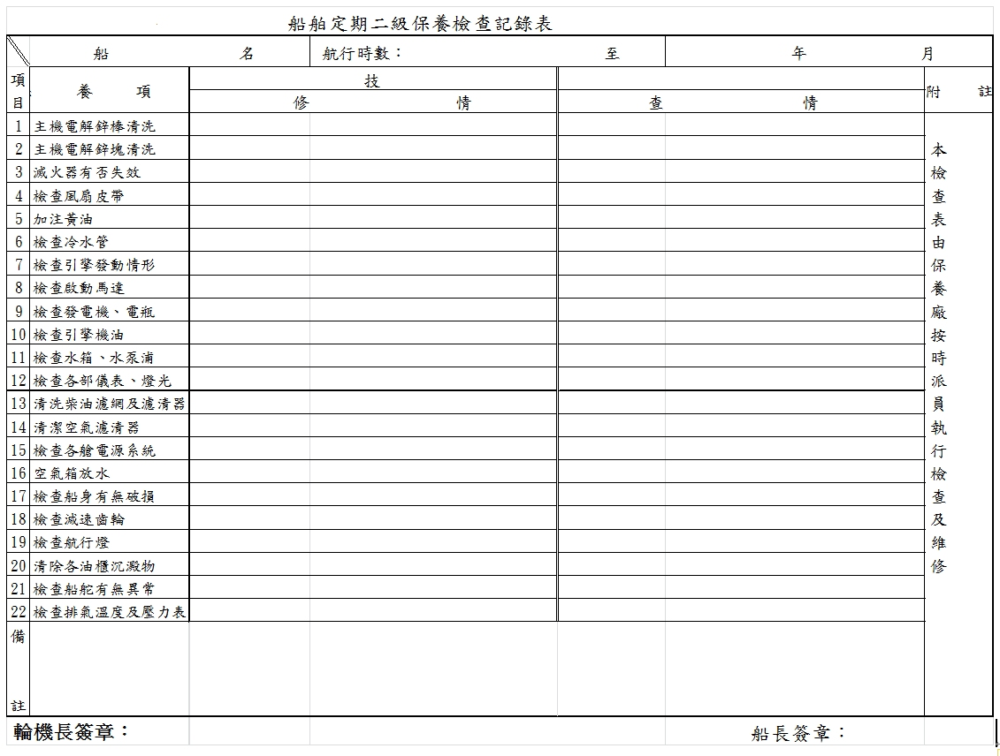 船舶定期二級保養檢查記錄表
船 名 航行時數： 至 年 月
項目 養 項 技 附 註
修 情 查 情
1 主機電解鋅棒清洗
2 主機電解鋅塊清洗
3 滅火器有否失效
4 檢查風扇皮帶
5 加注黃油
6 檢查冷水管
7 檢查引擎發動情形
8 檢查啟動馬達
9 檢查發電機、電瓶
10 檢查引擎機油
11 檢查水箱、水泵浦
12 檢查各部儀表、燈光
13 清洗柴油濾網及濾清器
14 清潔空氣濾清器
15 檢查各艙電源系統
16 空氣箱放水
17 檢查船身有無破損
18 檢查減速齒輪
19 檢查航行燈
20 清除各油櫃沉澱物
21 檢查船舵有無異常
22 檢查排氣溫度及壓力表
本檢查表由保養廠按時派員執行檢查及維修
備註
輪機長簽章： 船長簽章：